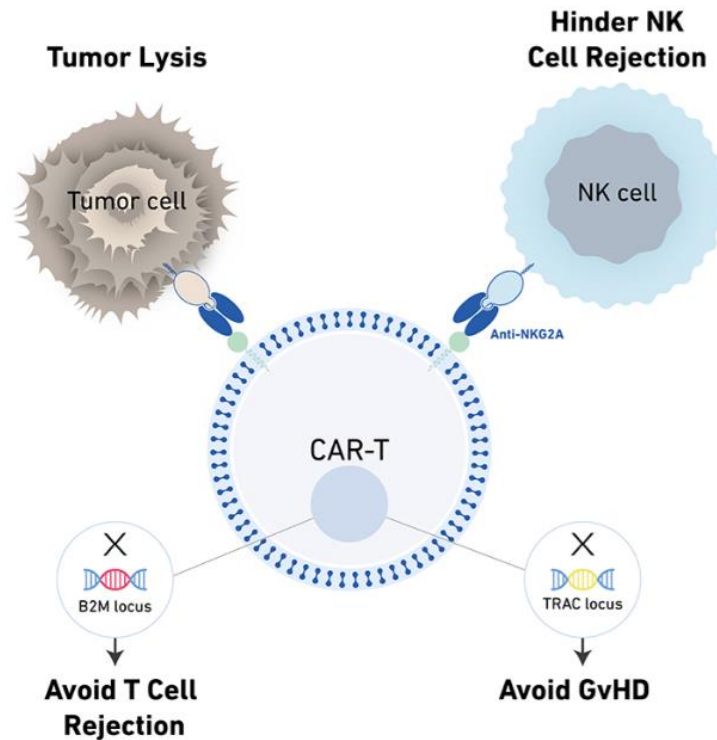 Tumor Lysis
Hinder NK
Cell Rejection
Tumor cell
NK cell
Anti-NKG2A
CAR-T
X
B2M locus
X
TRAC locus
Avoid T Cell
Rejection
Avoid GvHD